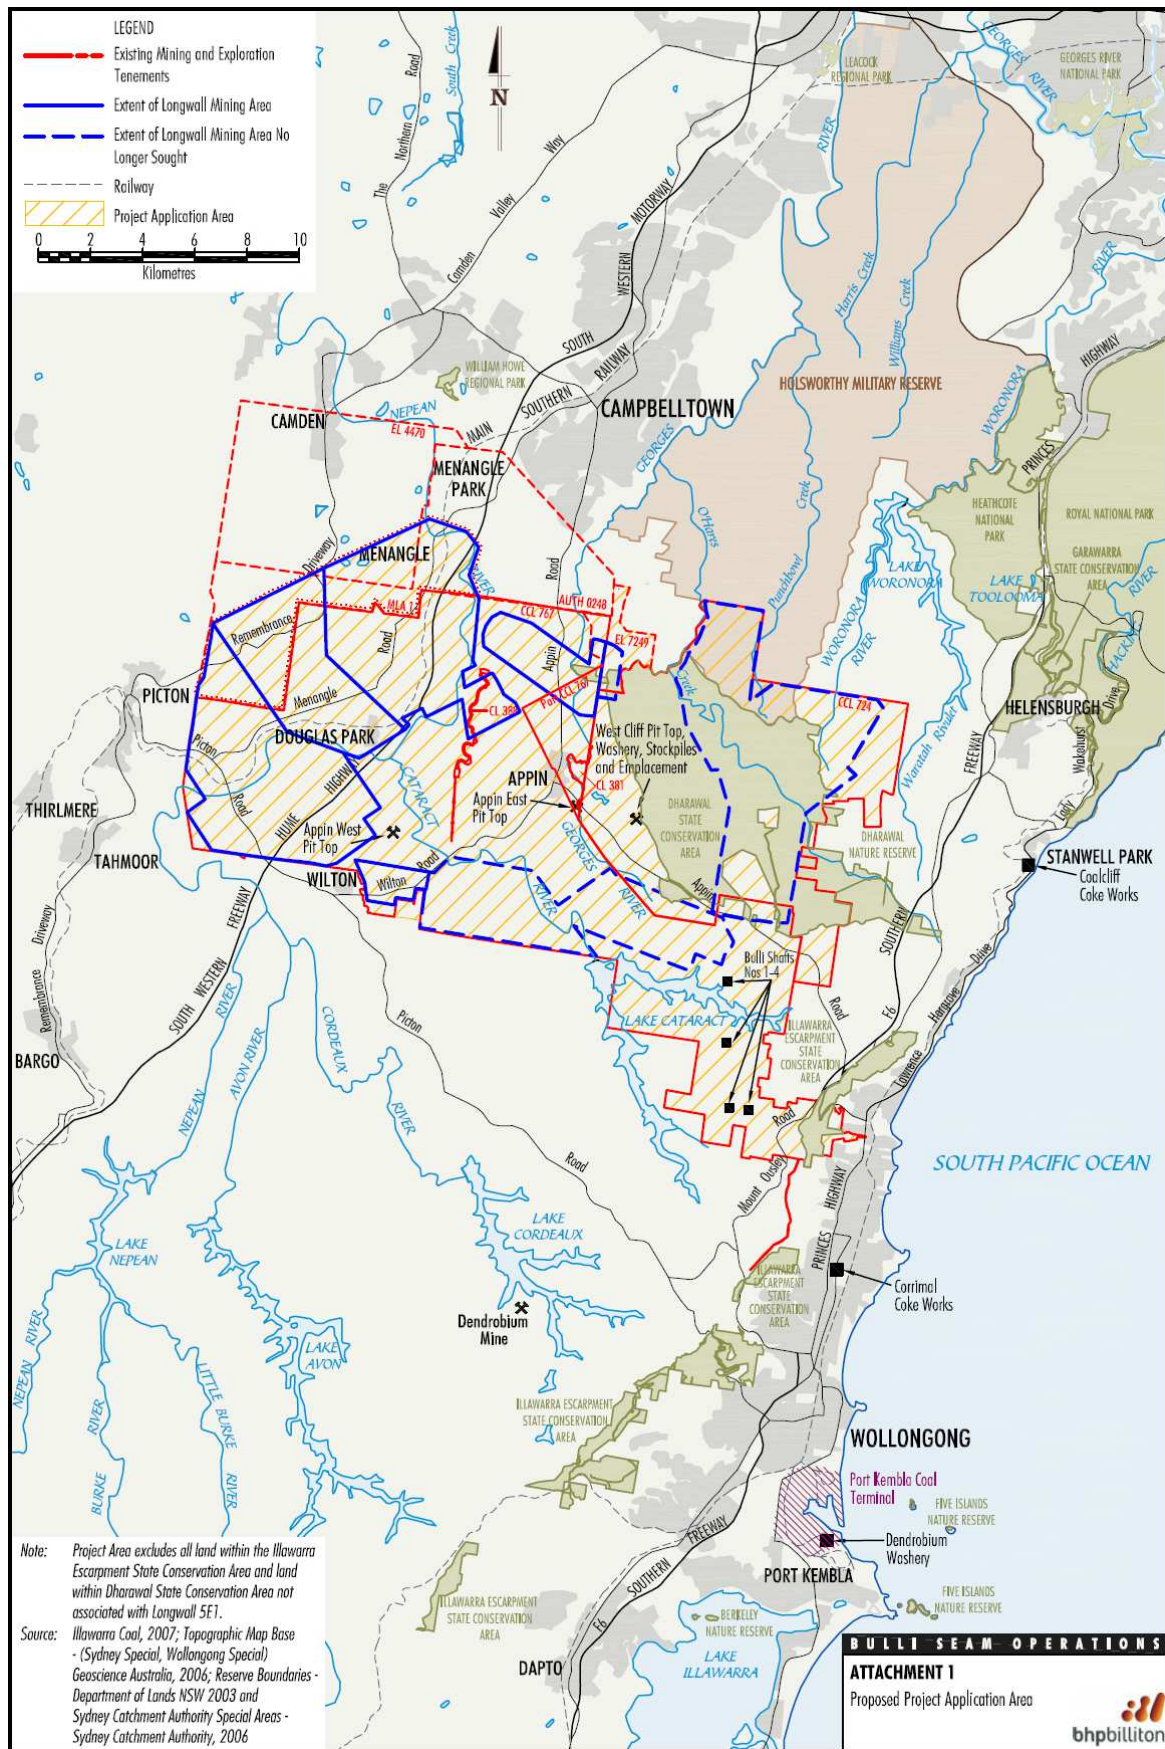 LEGEND
Existing Mining and Exploration
Tenements
Extent of Longwall Mining Area
Extent of Longwall Mining Area No
Longer Sought
Railway
Project Application Area
0 2 4 6 8 10
Kilometres
N
The Northern Road
South Creek
Camden Valley Way
SOUTH WESTERN MOTORWAY
MAIN SOUTHERN RAILWAY
GEORGES RIVER
LEACOCK
REGIONAL PARK
GEORGES RIVER
NATIONAL PARK
RIVER
Harris Creek
Williams Creek
RIVER
HIGHWAY
WILLIAM HOWE
REGIONAL PARK
HOLSWORTHY MILITARY RESERVE
WORONORA
PRINCES
CAMPBELLTOWN
NEPEAN
CAMDEN
EL 4470
GEORGES
MENANGLE
PARK
O'Hares
Creek
Punchbowl
HEATHCOTE
NATIONAL
PARK
ROYAL NATIONAL PARK
GARAWARRA
STATE CONSERVATION
AREA
RIVER
HACKING
LAKE
WORONORA
LAKE
TOOLOOMA
MENANGLE
Driveway
RIVER
Road
Appin
AUTH 0248
CCL 767
MLA 1
EL 7249
WORONORA
RIVER
Remembrance
Road
Menangle
PICTON
Part CCL 767
Creek
CCL 724
Waratah Rivulet
FREEWAY
HELENSBURGH
Drive
Wakehurst
Lady
DOUGLAS PARK
Picton
Road
HUME HIGHWAY
CATARACT
RIVER
West Cliff Pit Top,
Washery, Stockpiles
and Emplacement
APPIN
CL 381
Appin East
Pit Top
Appin West
Pit Top
DHARAWAL
STATE
CONSERVATION
AREA
DHARAWAL
NATURE RESERVE
GEORGES
RIVER
THIRLMERE
TAHMOOR
WILTON
Wilton
Road
Appin
RIVER
STANWELL PARK
Coalcliff
Coke Works
SOUTHERN
F6
Remembrance
Driveway
SOUTH WESTERN
FREEWAY
Bulli Shafts
Nos 1-4
LAKE CATARACT
Road
ILLAWARRA
ESCARPMENT
STATE
CONSERVATION
AREA
Lawrence
Hargrave
Drive
BARGO
NEPEAN
RIVER
AVON RIVER
CORDEAUX
RIVER
Picton
Road
Mount Ousley
Road
SOUTH PACIFIC OCEAN
PRINCES
HIGHWAY
LAKE
NEPEAN
LAKE
CORDEAUX
Dendrobium
Mine
ILLAWARRA
ESCARPMENT
STATE
CONSERVATION
AREA
Corrimal
Coke Works
NEPEAN RIVER
LAKE
AVON
BURKE
RIVER
LITTLE BURKE
RIVER
ILLAWARRA ESCARPMENT
STATE CONSERVATION
AREA
WOLLONGONG
Port Kembla Coal
Terminal
FIVE ISLANDS
NATURE RESERVE
Dendrobium
Washery
PORT KEMBLA
F6 SOUTHERN FREEWAY
ILLAWARRA ESCARPMENT
STATE CONSERVATION
AREA
BERKELEY
NATURE RESERVE
FIVE ISLANDS
NATURE RESERVE
LAKE
ILLAWARRA
DAPTO
Note: Project Area excludes all land within the Illawarra
Escarpment State Conservation Area and land
within Dharawal State Conservation Area not
associated with Longwall 5E1.
Source: Illawarra Coal, 2007; Topographic Map Base
- (Sydney Special, Wollongong Special)
Geoscience Australia, 2006; Reserve Boundaries -
Department of Lands NSW 2003 and
Sydney Catchment Authority Special Areas -
Sydney Catchment Authority, 2006
BULLI SEAM OPERATIONS
ATTACHMENT 1
Proposed Project Application Area
bhpbilliton